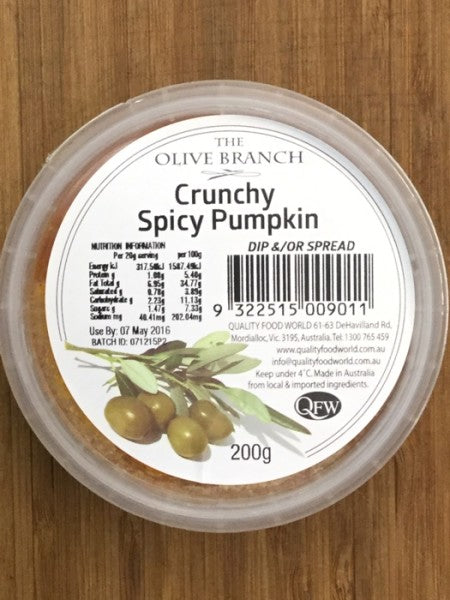 THE
OLIVE BRANCH
Crunchy
Spicy Pumpkin
DIP &/OR SPREAD
NUTRITION INFORMATION
Per 20g serving per 100g
Energy kJ 317.50kJ 1587.49kJ
Protein g 1.08g 5.40g
Fat Total g 6.95g 34.77g
Saturated g 0.78g 3.89g
Carbohydrate g 2.23g 11.13g
Sugars g 1.47g 7.33g
Sodium mg 40.41mg 202.04mg
Use By: 07 May 2016
BATCH ID: 071215P2
9 322515 009011
QUALITY FOOD WORLD 61-63 DeHavilland Rd,
Mordialloc, Vic. 3195, Australia. Tel: 1300 765 459
www.qualityfoodworld.com.au
info@qualityfoodworld.com.au
Keep under 4°C. Made in Australia
from local & imported ingredients.
QFW
200g